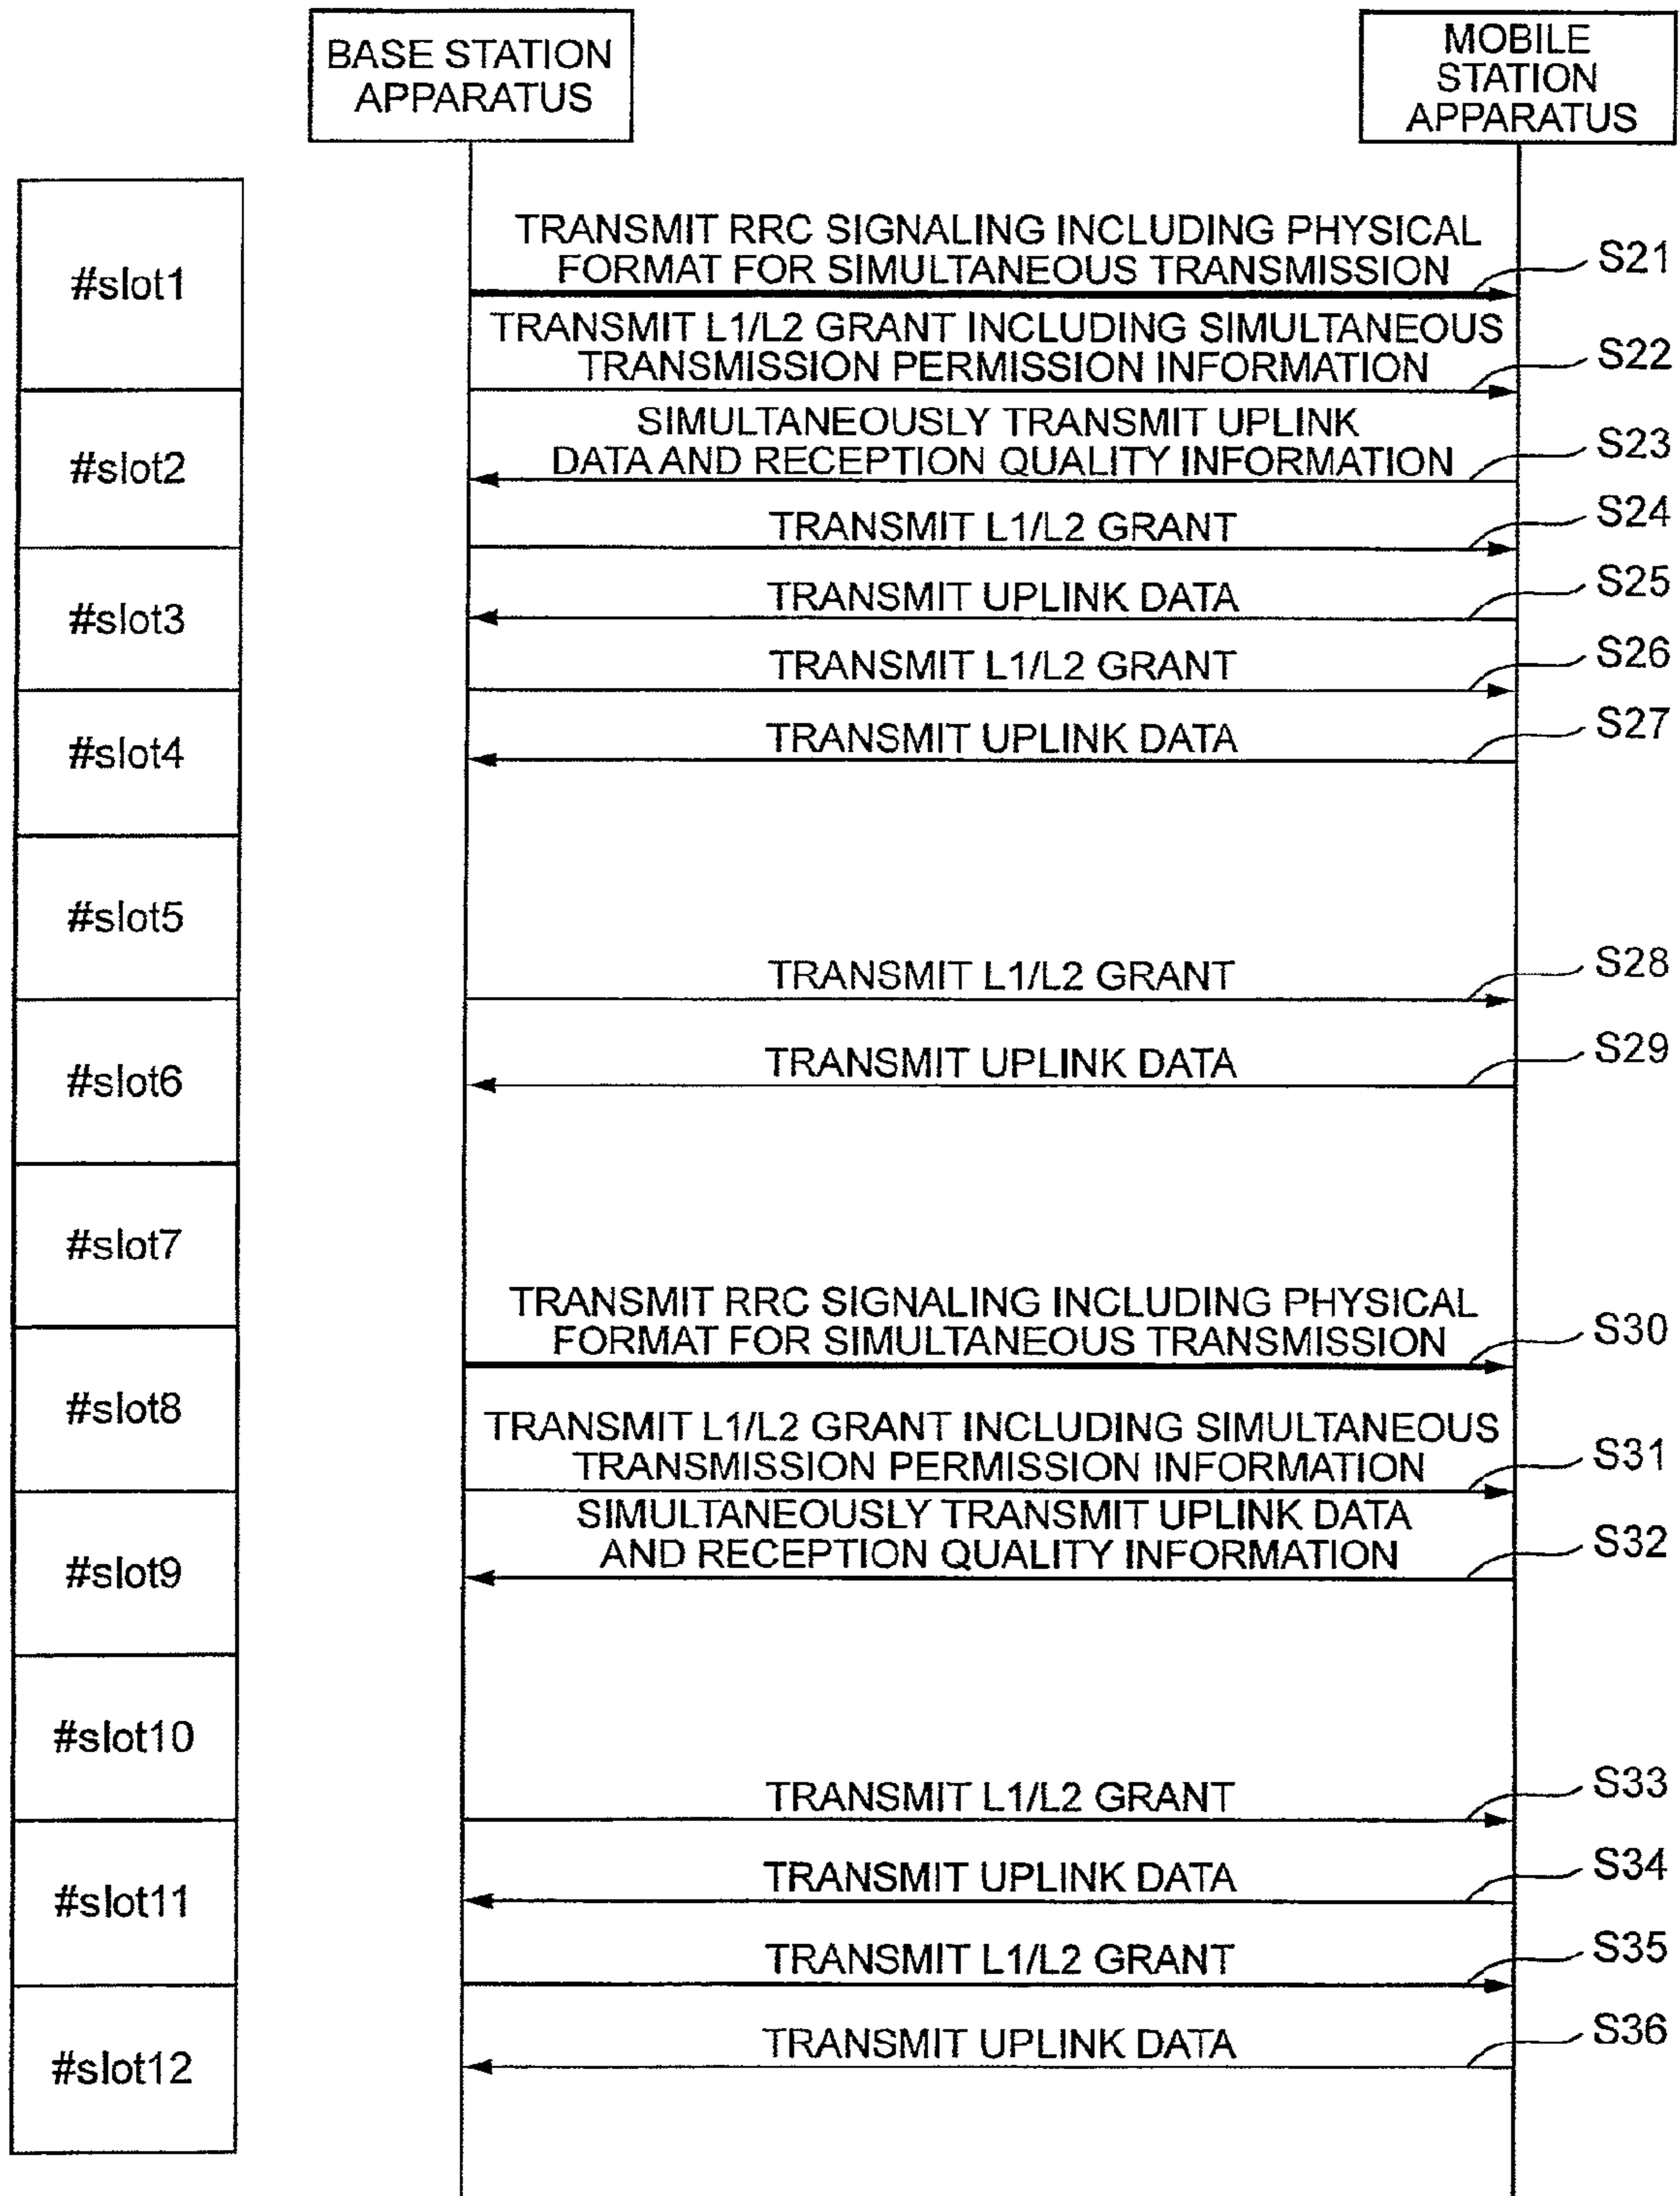 BASE STATION
APPARATUS
MOBILE
STATION
APPARATUS
#slot1
TRANSMIT RRC SIGNALING INCLUDING PHYSICAL
FORMAT FOR SIMULTANEOUS TRANSMISSION
S21
TRANSMIT L1/L2 GRANT INCLUDING SIMULTANEOUS
TRANSMISSION PERMISSION INFORMATION
S22
#slot2
SIMULTANEOUSLY TRANSMIT UPLINK
DATA AND RECEPTION QUALITY INFORMATION
S23
TRANSMIT L1/L2 GRANT
S24
#slot3
TRANSMIT UPLINK DATA
S25
TRANSMIT L1/L2 GRANT
S26
#slot4
TRANSMIT UPLINK DATA
S27
#slot5
TRANSMIT L1/L2 GRANT
S28
#slot6
TRANSMIT UPLINK DATA
S29
#slot7
TRANSMIT RRC SIGNALING INCLUDING PHYSICAL
FORMAT FOR SIMULTANEOUS TRANSMISSION
S30
#slot8
TRANSMIT L1/L2 GRANT INCLUDING SIMULTANEOUS
TRANSMISSION PERMISSION INFORMATION
S31
#slot9
SIMULTANEOUSLY TRANSMIT UPLINK DATA
AND RECEPTION QUALITY INFORMATION
S32
#slot10
TRANSMIT L1/L2 GRANT
S33
#slot11
TRANSMIT UPLINK DATA
S34
TRANSMIT L1/L2 GRANT
S35
#slot12
TRANSMIT UPLINK DATA
S36